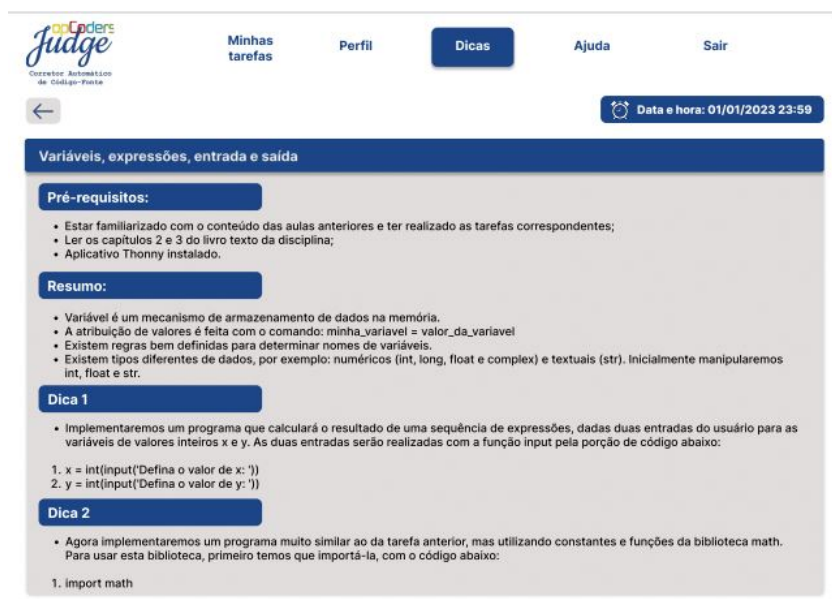 apCoders
Judge
Corretor Automático
de Código-Fonte
Minhas
tarefas
Perfil
Dicas
Ajuda
Sair
Data e hora: 01/01/2023 23:59
Variáveis, expressões, entrada e saída
Pré-requisitos:
• Estar familiarizado com o conteúdo das aulas anteriores e ter realizado as tarefas correspondentes;
• Ler os capítulos 2 e 3 do livro texto da disciplina;
• Aplicativo Thonny instalado.
Resumo:
• Variável é um mecanismo de armazenamento de dados na memória.
• A atribuição de valores é feita com o comando: minha_variavel = valor_da_variavel
• Existem regras bem definidas para determinar nomes de variáveis.
• Existem tipos diferentes de dados, por exemplo: numéricos (int, long, float e complex) e textuais (str). Inicialmente manipularemos
int, float e str.
Dica 1
• Implementaremos um programa que calculará o resultado de uma sequência de expressões, dadas duas entradas do usuário para as
variáveis de valores inteiros x e y. As duas entradas serão realizadas com a função input pela porção de código abaixo:
1. x = int(input('Defina o valor de x: '))
2. y = int(input('Defina o valor de y: '))
Dica 2
• Agora implementaremos um programa muito similar ao da tarefa anterior, mas utilizando constantes e funções da biblioteca math.
Para usar esta biblioteca, primeiro temos que importá-la, com o código abaixo:
1. import math